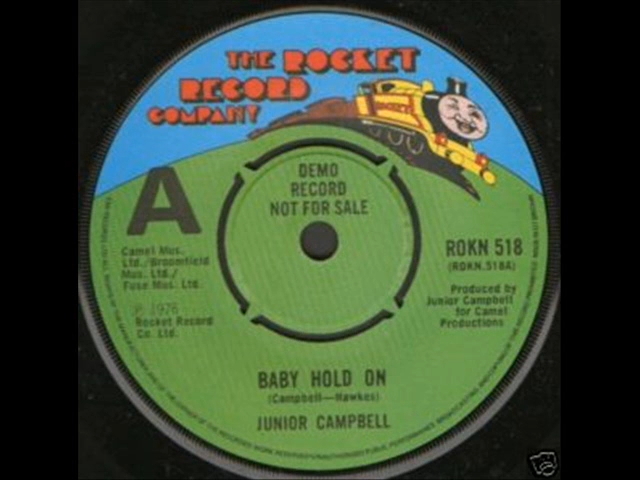 THE ROCKET
RECORD
COMPANY
ROCKET
A
DEMO
RECORD
NOT FOR SALE
Camel Mus.
Ltd./Broomfield
Mus. Ltd./
Fuse Mus. Ltd.
℗ 1976
Rocket Record
Co. Ltd.
ROKN 518
(ROKN.518A)
Produced by
Junior Campbell
for Camel
Productions
BABY HOLD ON
(Campbell—Hawkes)
JUNIOR CAMPBELL